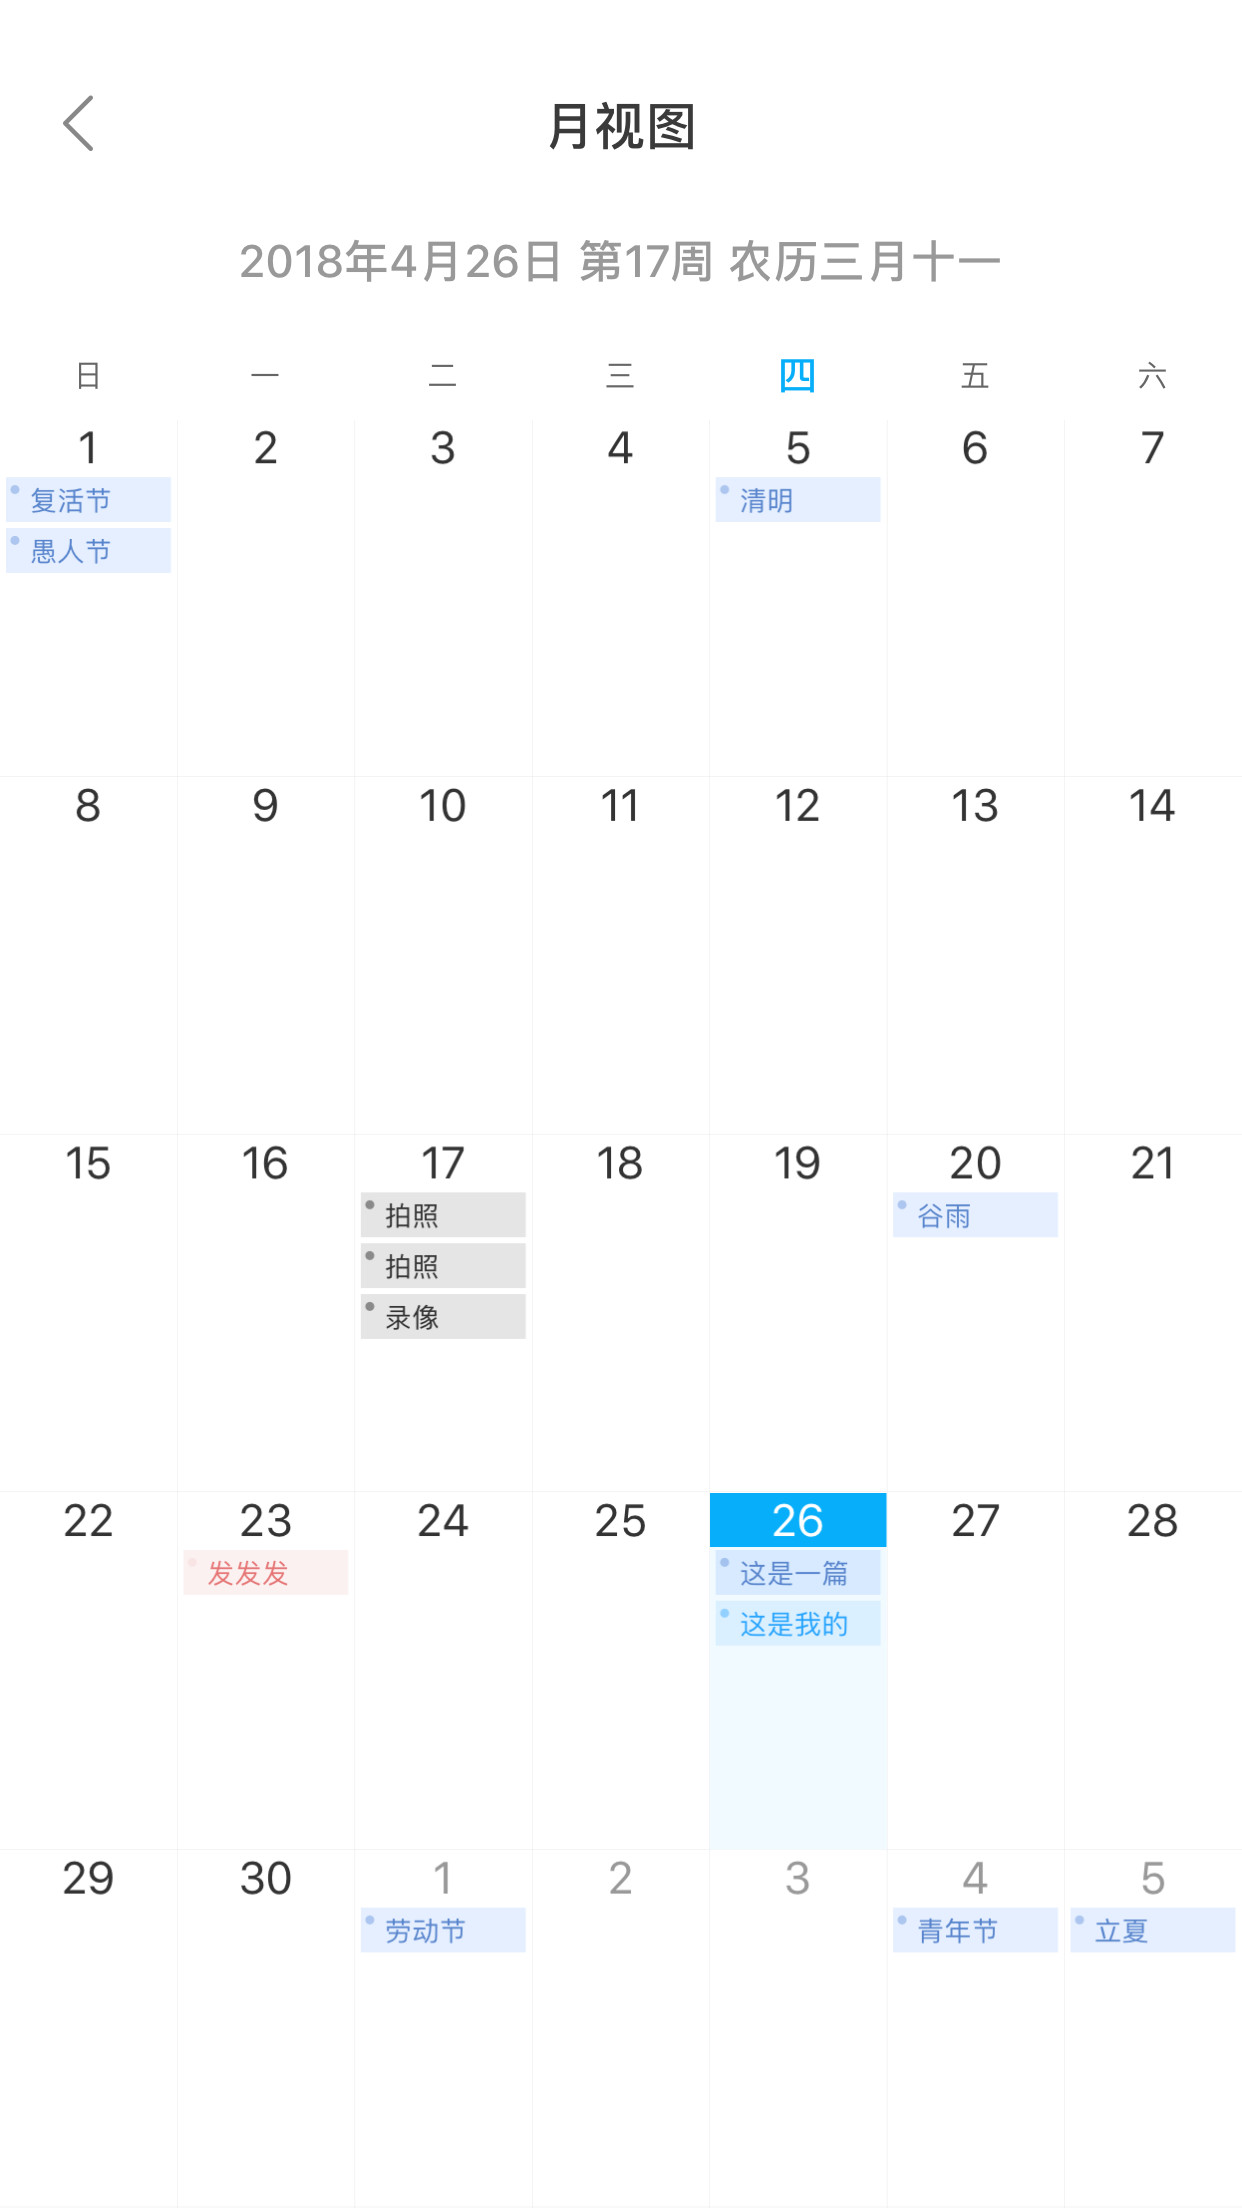 月视图
2018年4月26日 第17周 农历三月十一
日 一 二 三 四 五 六
1 2 3 4 5 6 7
复活节 清明
愚人节
8 9 10 11 12 13 14
15 16 17 18 19 20 21
拍照 谷雨
拍照
录像
22 23 24 25 26 27 28
发发发 这是一篇
这是我的
29 30 1 2 3 4 5
劳动节 青年节 立夏